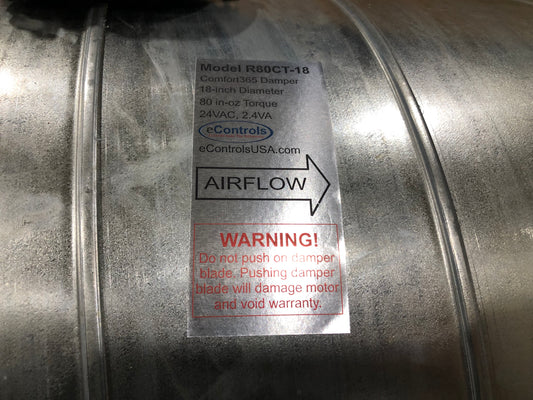 Model R80CT-18
Comfort365 Damper
18-inch Diameter
80 in-oz Torque
24VAC, 2.4VA
eControls
eControlsUSA.com
AIRFLOW
WARNING!
Do not push on damper
blade. Pushing damper
blade will damage motor
and void warranty.